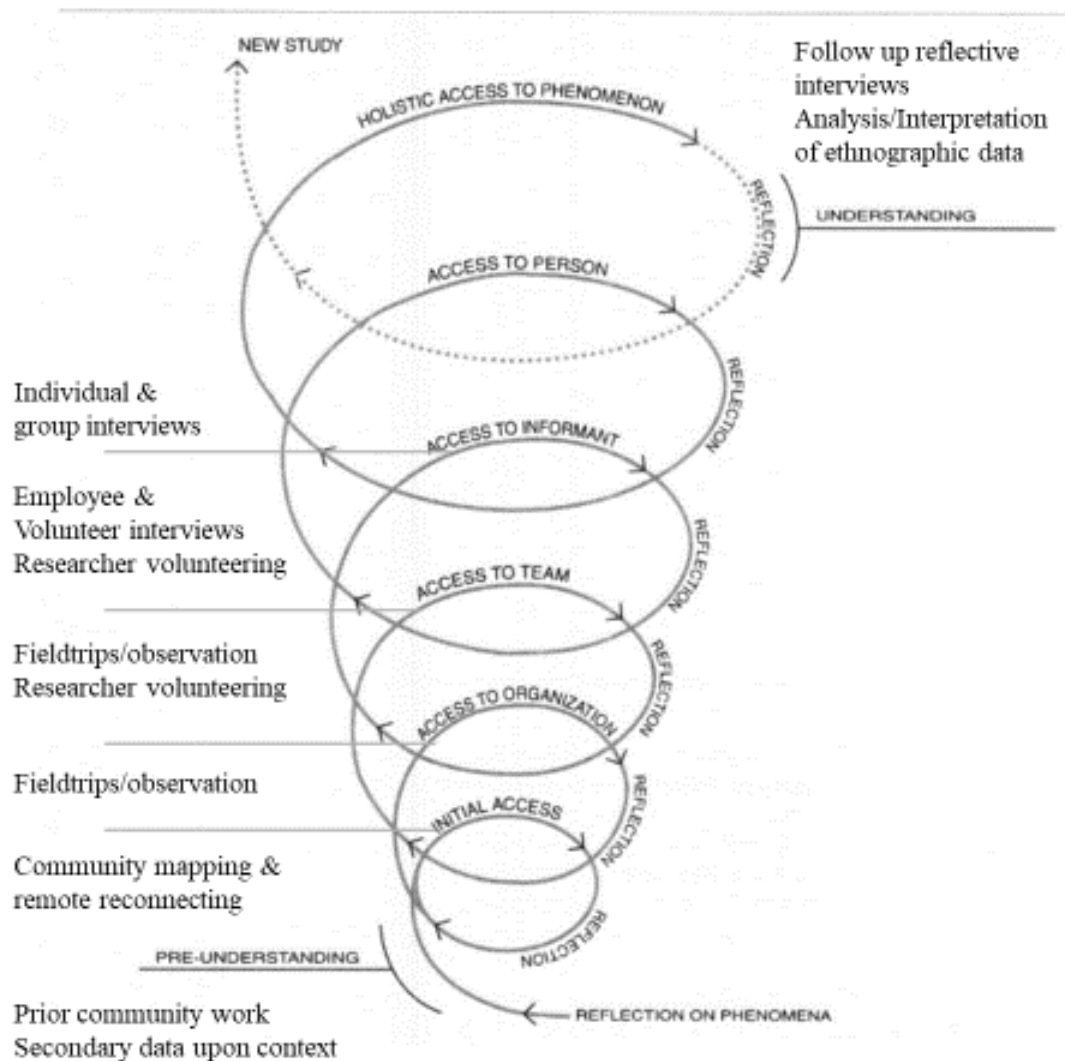 NEW STUDY
Follow up reflective
interviews
Analysis/Interpretation
of ethnographic data
HOLISTIC ACCESS TO PHENOMENON
REFLECTION
UNDERSTANDING
ACCESS TO PERSON
REFLECTION
Individual &
group interviews
ACCESS TO INFORMANT
REFLECTION
Employee &
Volunteer interviews
Researcher volunteering
ACCESS TO TEAM
REFLECTION
Fieldtrips/observation
Researcher volunteering
ACCESS TO ORGANIZATION
REFLECTION
Fieldtrips/observation
INITIAL ACCESS
REFLECTION
Community mapping &
remote reconnecting
PRE-UNDERSTANDING
REFLECTION ON PHENOMENA
Prior community work
Secondary data upon context